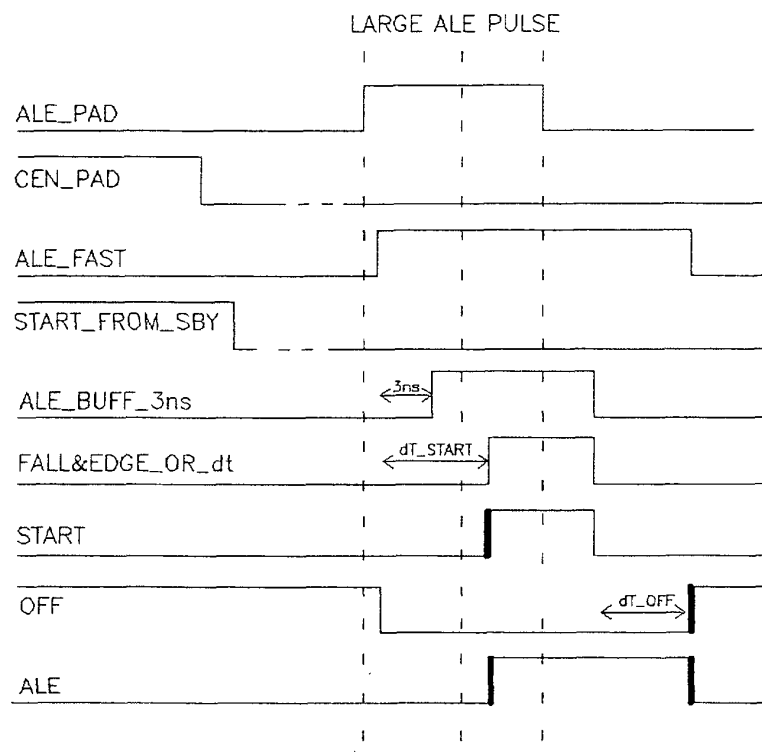 LARGE ALE PULSE
ALE_PAD
CEN_PAD
ALE_FAST
START_FROM_SBY
3ns
ALE_BUFF_3ns
dT_START
FALL&EDGE_OR_dt
START
OFF
dT_OFF
ALE